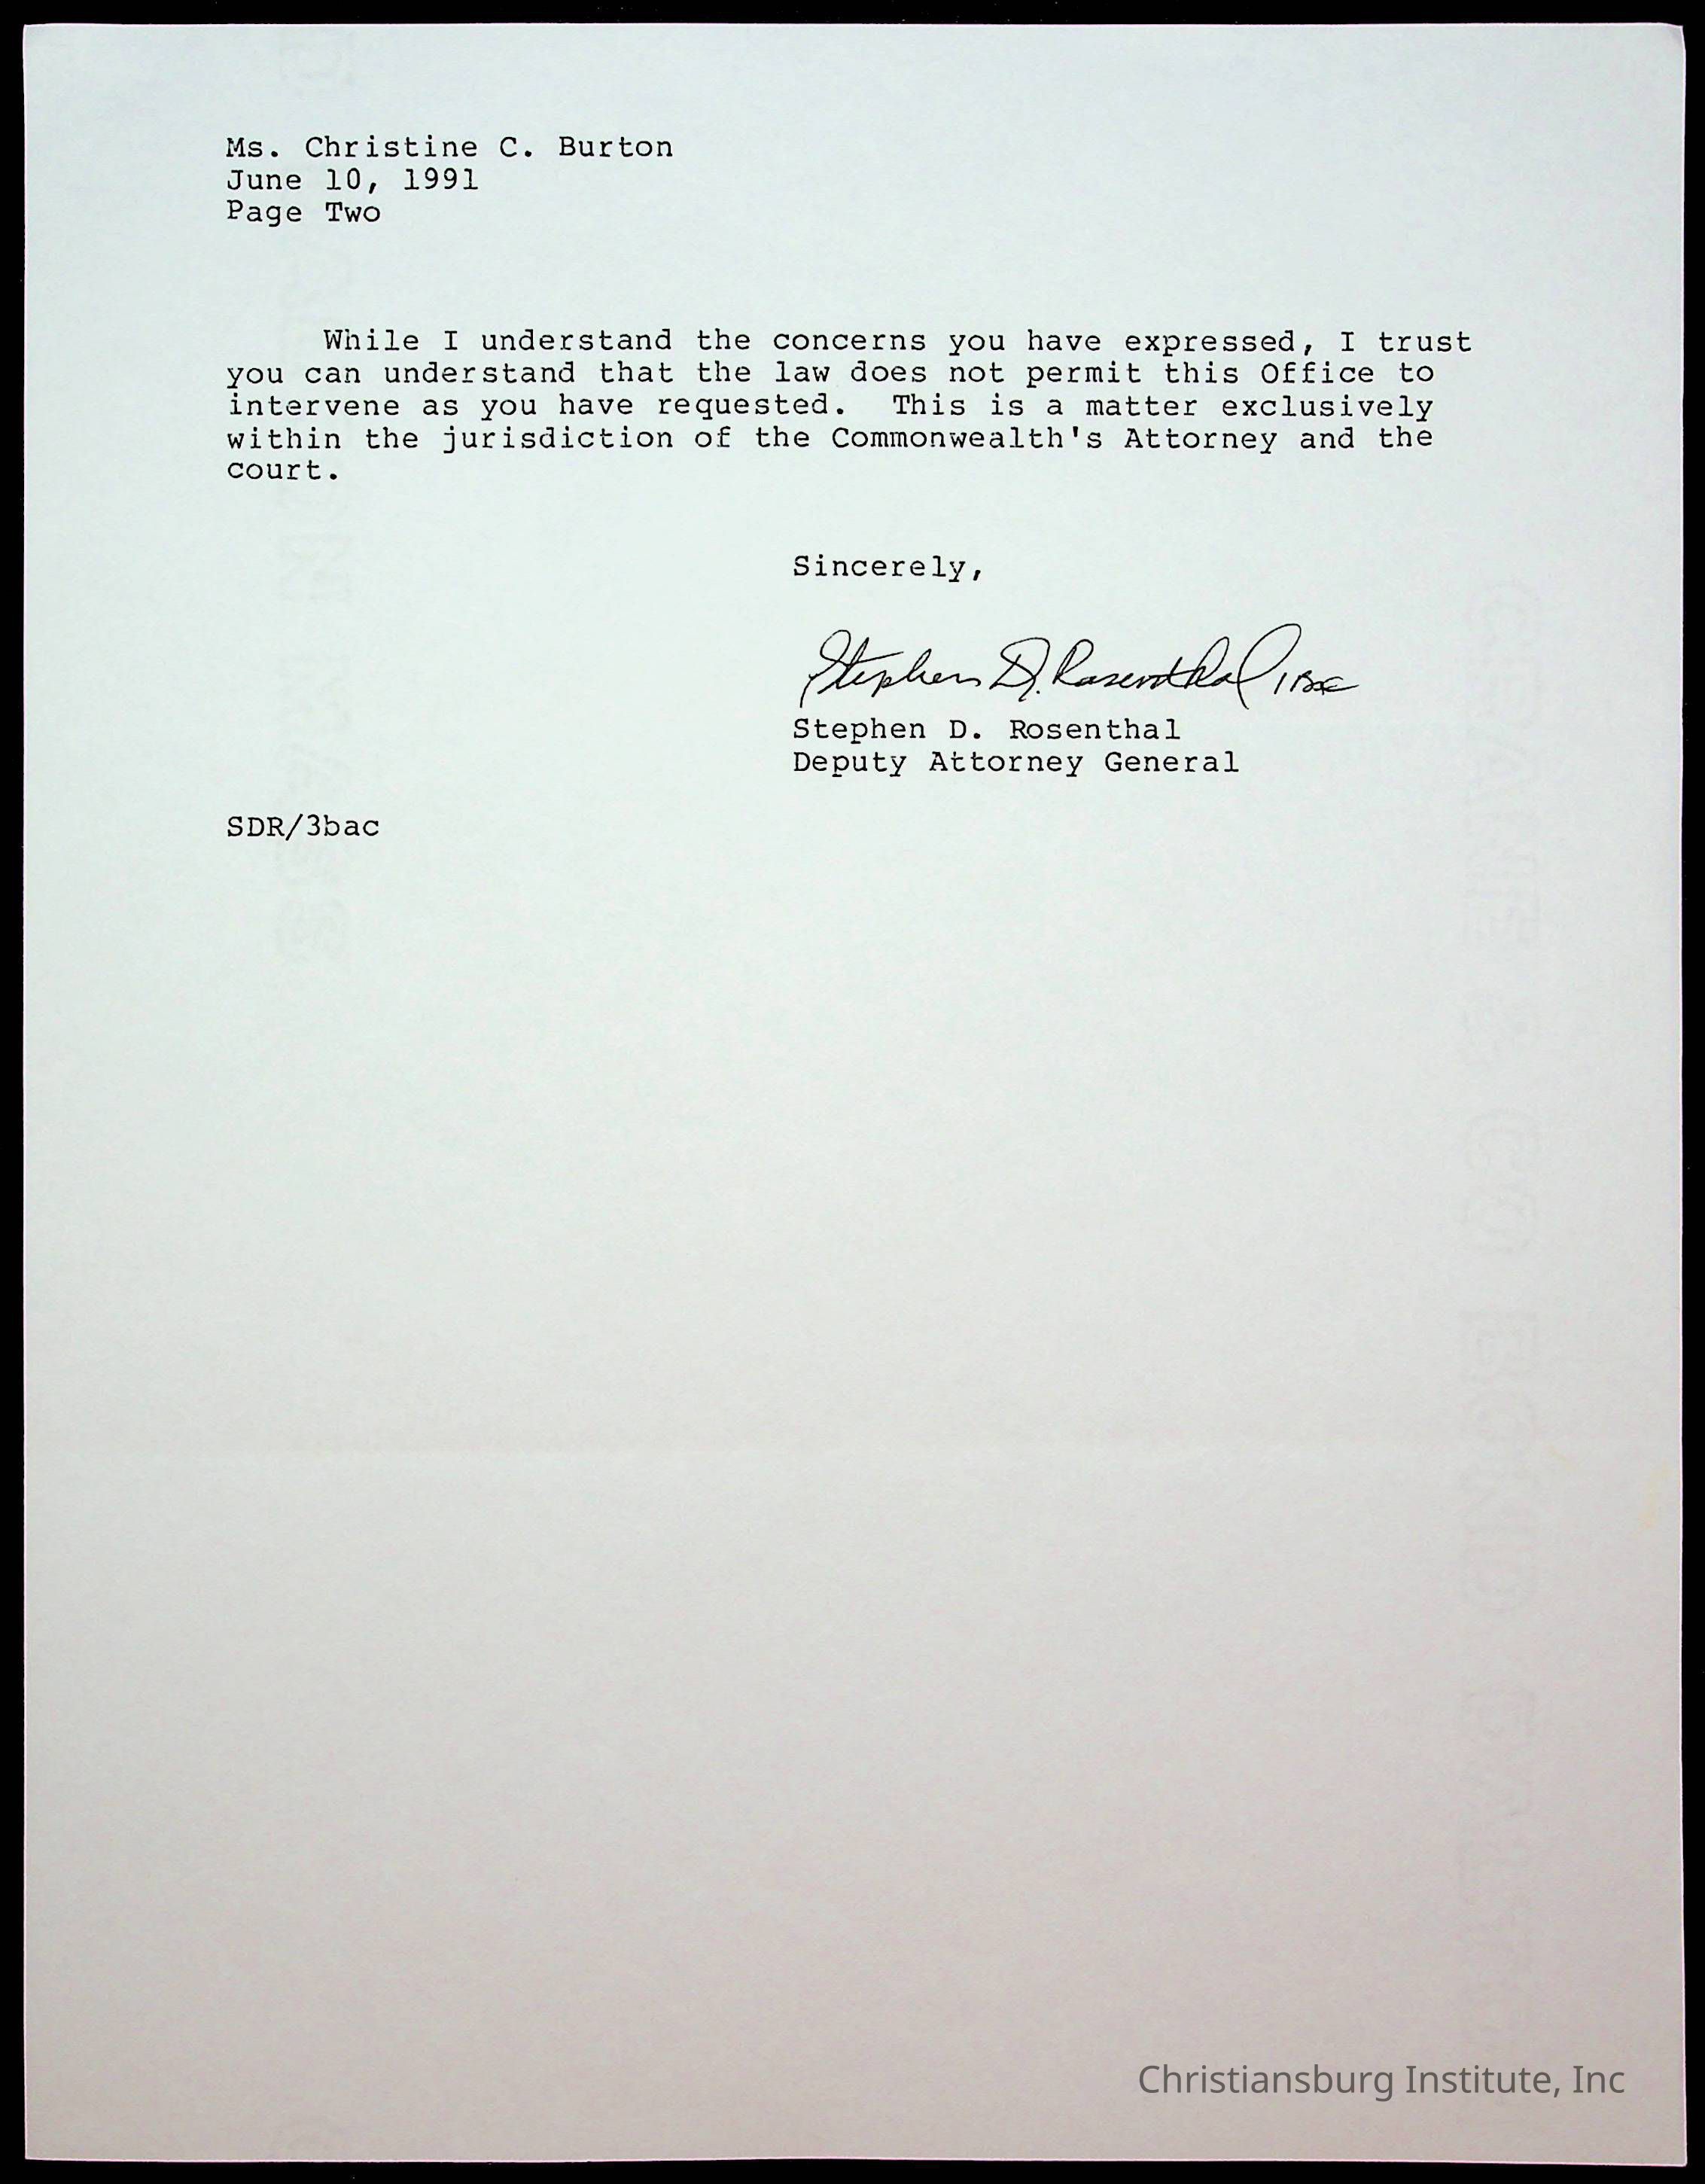 Ms. Christine C. Burton
June 10, 1991
Page Two
While I understand the concerns you have expressed, I trust
you can understand that the law does not permit this Office to
intervene as you have requested.  This is a matter exclusively
within the jurisdiction of the Commonwealth's Attorney and the
court.
Sincerely,
Stephen D. Rosenthal
Stephen D. Rosenthal
Deputy Attorney General
SDR/3bac
Christiansburg Institute, Inc